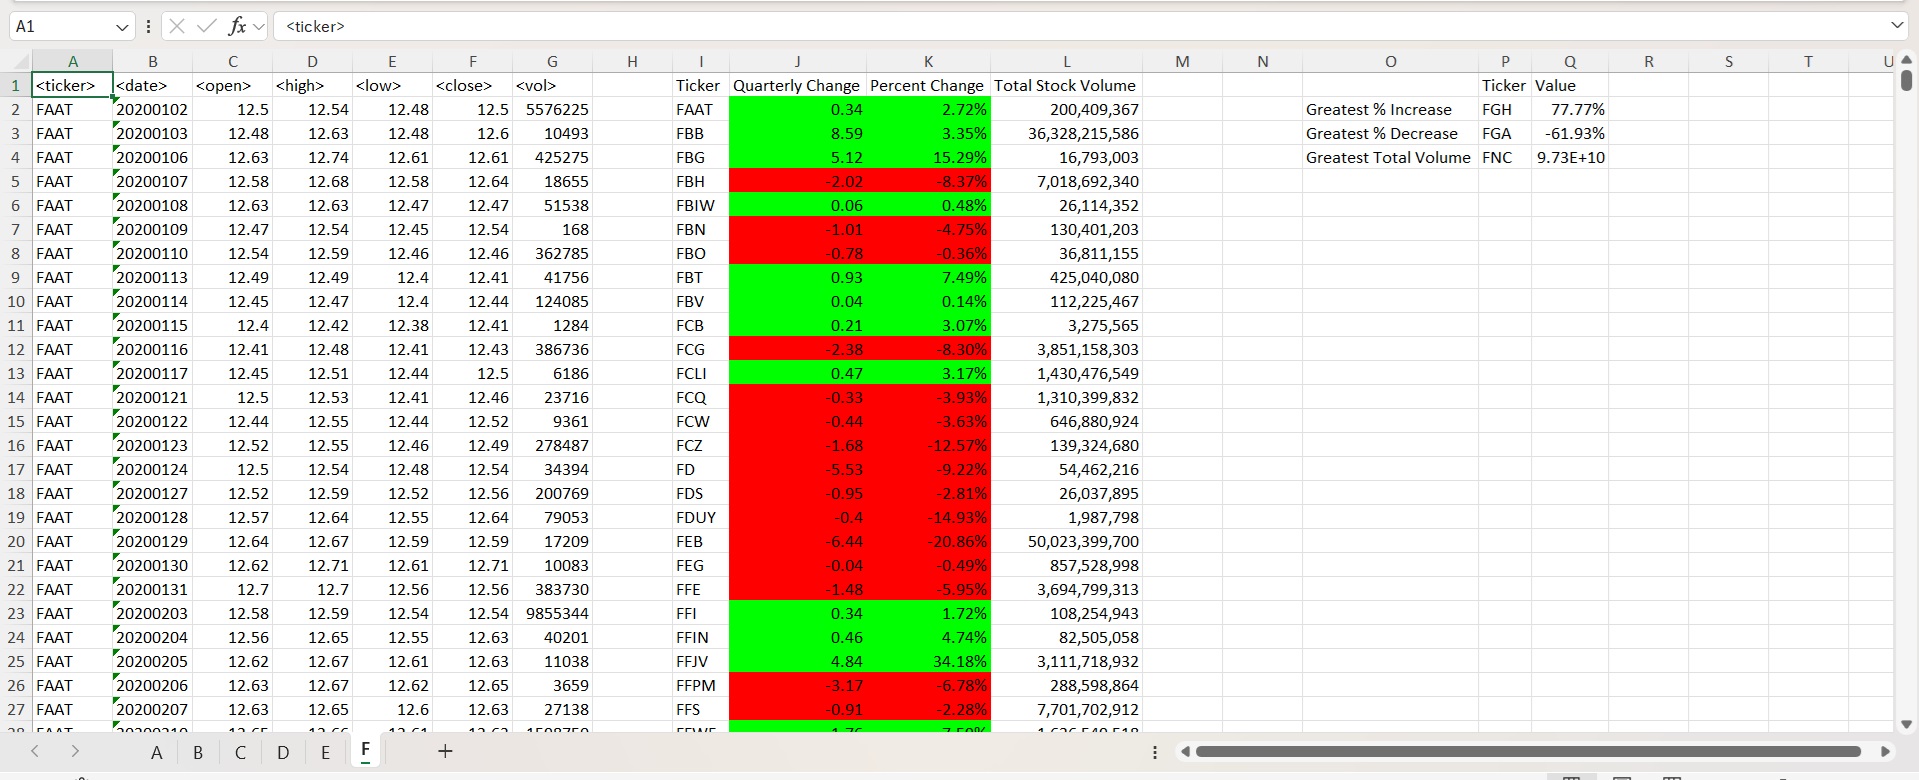 A1 fx <ticker>
A B C D E F G H I J K L M N O P Q R S T U
1 <ticker> <date> <open> <high> <low> <close> <vol> Ticker Quarterly Change Percent Change Total Stock Volume Ticker Value
2 FAAT 20200102 12.5 12.54 12.48 12.5 5576225 FAAT 0.34 2.72% 200,409,367 Greatest % Increase FGH 77.77%
3 FAAT 20200103 12.48 12.63 12.48 12.6 10493 FBB 8.59 3.35% 36,328,215,586 Greatest % Decrease FGA -61.93%
4 FAAT 20200106 12.63 12.74 12.61 12.61 425275 FBG 5.12 15.29% 16,793,003 Greatest Total Volume FNC 9.73E+10
5 FAAT 20200107 12.58 12.68 12.58 12.64 18655 FBH -2.02 -8.37% 7,018,692,340
6 FAAT 20200108 12.63 12.63 12.47 12.47 51538 FBIW 0.06 0.48% 26,114,352
7 FAAT 20200109 12.47 12.54 12.45 12.54 168 FBN -1.01 -4.75% 130,401,203
8 FAAT 20200110 12.54 12.59 12.46 12.46 362785 FBO -0.78 -0.36% 36,811,155
9 FAAT 20200113 12.49 12.49 12.4 12.41 41756 FBT 0.93 7.49% 425,040,080
10 FAAT 20200114 12.45 12.47 12.4 12.44 124085 FBV 0.04 0.14% 112,225,467
11 FAAT 20200115 12.4 12.42 12.38 12.41 1284 FCB 0.21 3.07% 3,275,565
12 FAAT 20200116 12.41 12.48 12.41 12.43 386736 FCG -2.38 -8.30% 3,851,158,303
13 FAAT 20200117 12.45 12.51 12.44 12.5 6186 FCLI 0.47 3.17% 1,430,476,549
14 FAAT 20200121 12.5 12.53 12.41 12.46 23716 FCQ -0.33 -3.93% 1,310,399,832
15 FAAT 20200122 12.44 12.55 12.44 12.52 9361 FCW -0.44 -3.63% 646,880,924
16 FAAT 20200123 12.52 12.55 12.46 12.49 278487 FCZ -1.68 -12.57% 139,324,680
17 FAAT 20200124 12.5 12.54 12.48 12.54 34394 FD -5.53 -9.22% 54,462,216
18 FAAT 20200127 12.52 12.59 12.52 12.56 200769 FDS -0.95 -2.81% 26,037,895
19 FAAT 20200128 12.57 12.64 12.55 12.64 79053 FDUY -0.4 -14.93% 1,987,798
20 FAAT 20200129 12.64 12.67 12.59 12.59 17209 FEB -6.44 -20.86% 50,023,399,700
21 FAAT 20200130 12.62 12.71 12.61 12.71 10083 FEG -0.04 -0.49% 857,528,998
22 FAAT 20200131 12.7 12.7 12.56 12.56 383730 FFE -1.48 -5.95% 3,694,799,313
23 FAAT 20200203 12.58 12.59 12.54 12.54 9855344 FFI 0.34 1.72% 108,254,943
24 FAAT 20200204 12.56 12.65 12.55 12.63 40201 FFIN 0.46 4.74% 82,505,058
25 FAAT 20200205 12.62 12.67 12.61 12.63 11038 FFJV 4.84 34.18% 3,111,718,932
26 FAAT 20200206 12.63 12.67 12.62 12.65 3659 FFPM -3.17 -6.78% 288,598,864
27 FAAT 20200207 12.63 12.65 12.6 12.63 27138 FFS -0.91 -2.28% 7,701,702,912
A B C D E F